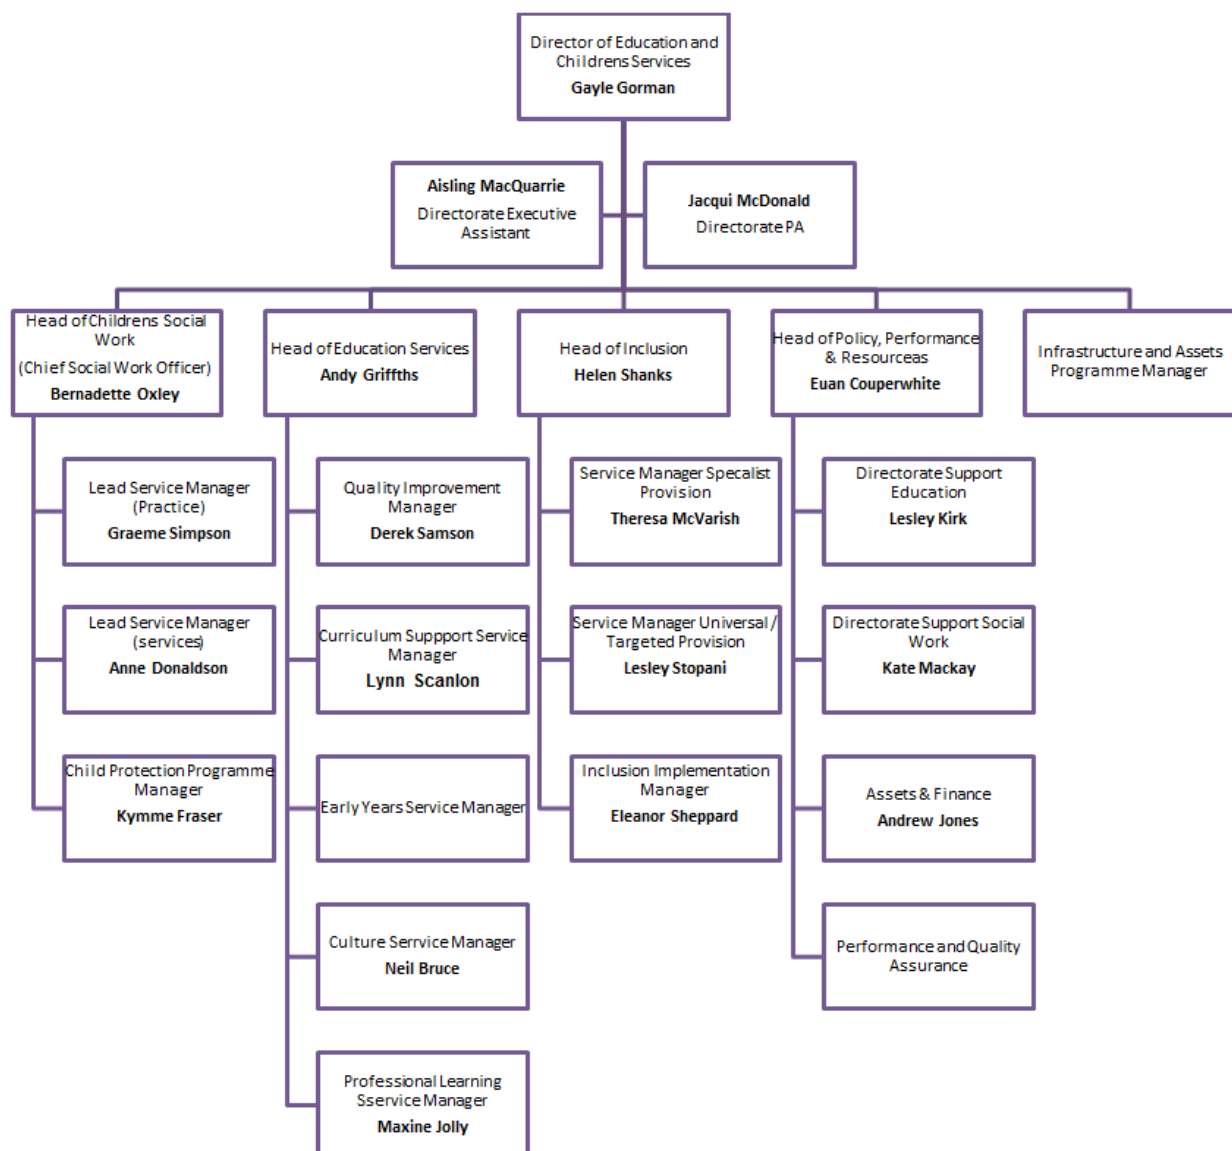 Director of Education and
Childrens Services
Gayle Gorman
Aisling MacQuarrie
Directorate Executive
Assistant
Jacqui McDonald
Directorate PA
Head of Childrens Social
Work
(Chief Social Work Officer)
Bernadette Oxley
Head of Education Services
Andy Griffths
Head of Inclusion
Helen Shanks
Head of Policy, Performance
& Resourceas
Euan Couperwhite
Infrastructure and Assets
Programme Manager
Lead Service Manager
(Practice)
Graeme Simpson
Lead Service Manager
(services)
Anne Donaldson
Child Protection Programme
Manager
Kymme Fraser
Quality Improvement
Manager
Derek Samson
Curriculum Suppport Service
Manager
Lynn Scanlon
Early Years Service Manager
Culture Serrvice Manager
Neil Bruce
Professional Learning
Sservice Manager
Maxine Jolly
Service Manager Specalist
Provision
Theresa McVarish
Service Manager Universal /
Targeted Provision
Lesley Stopani
Inclusion Implementation
Manager
Eleanor Sheppard
Directorate Support
Education
Lesley Kirk
Directorate Support Social
Work
Kate Mackay
Assets & Finance
Andrew Jones
Performance and Quality
Assurance